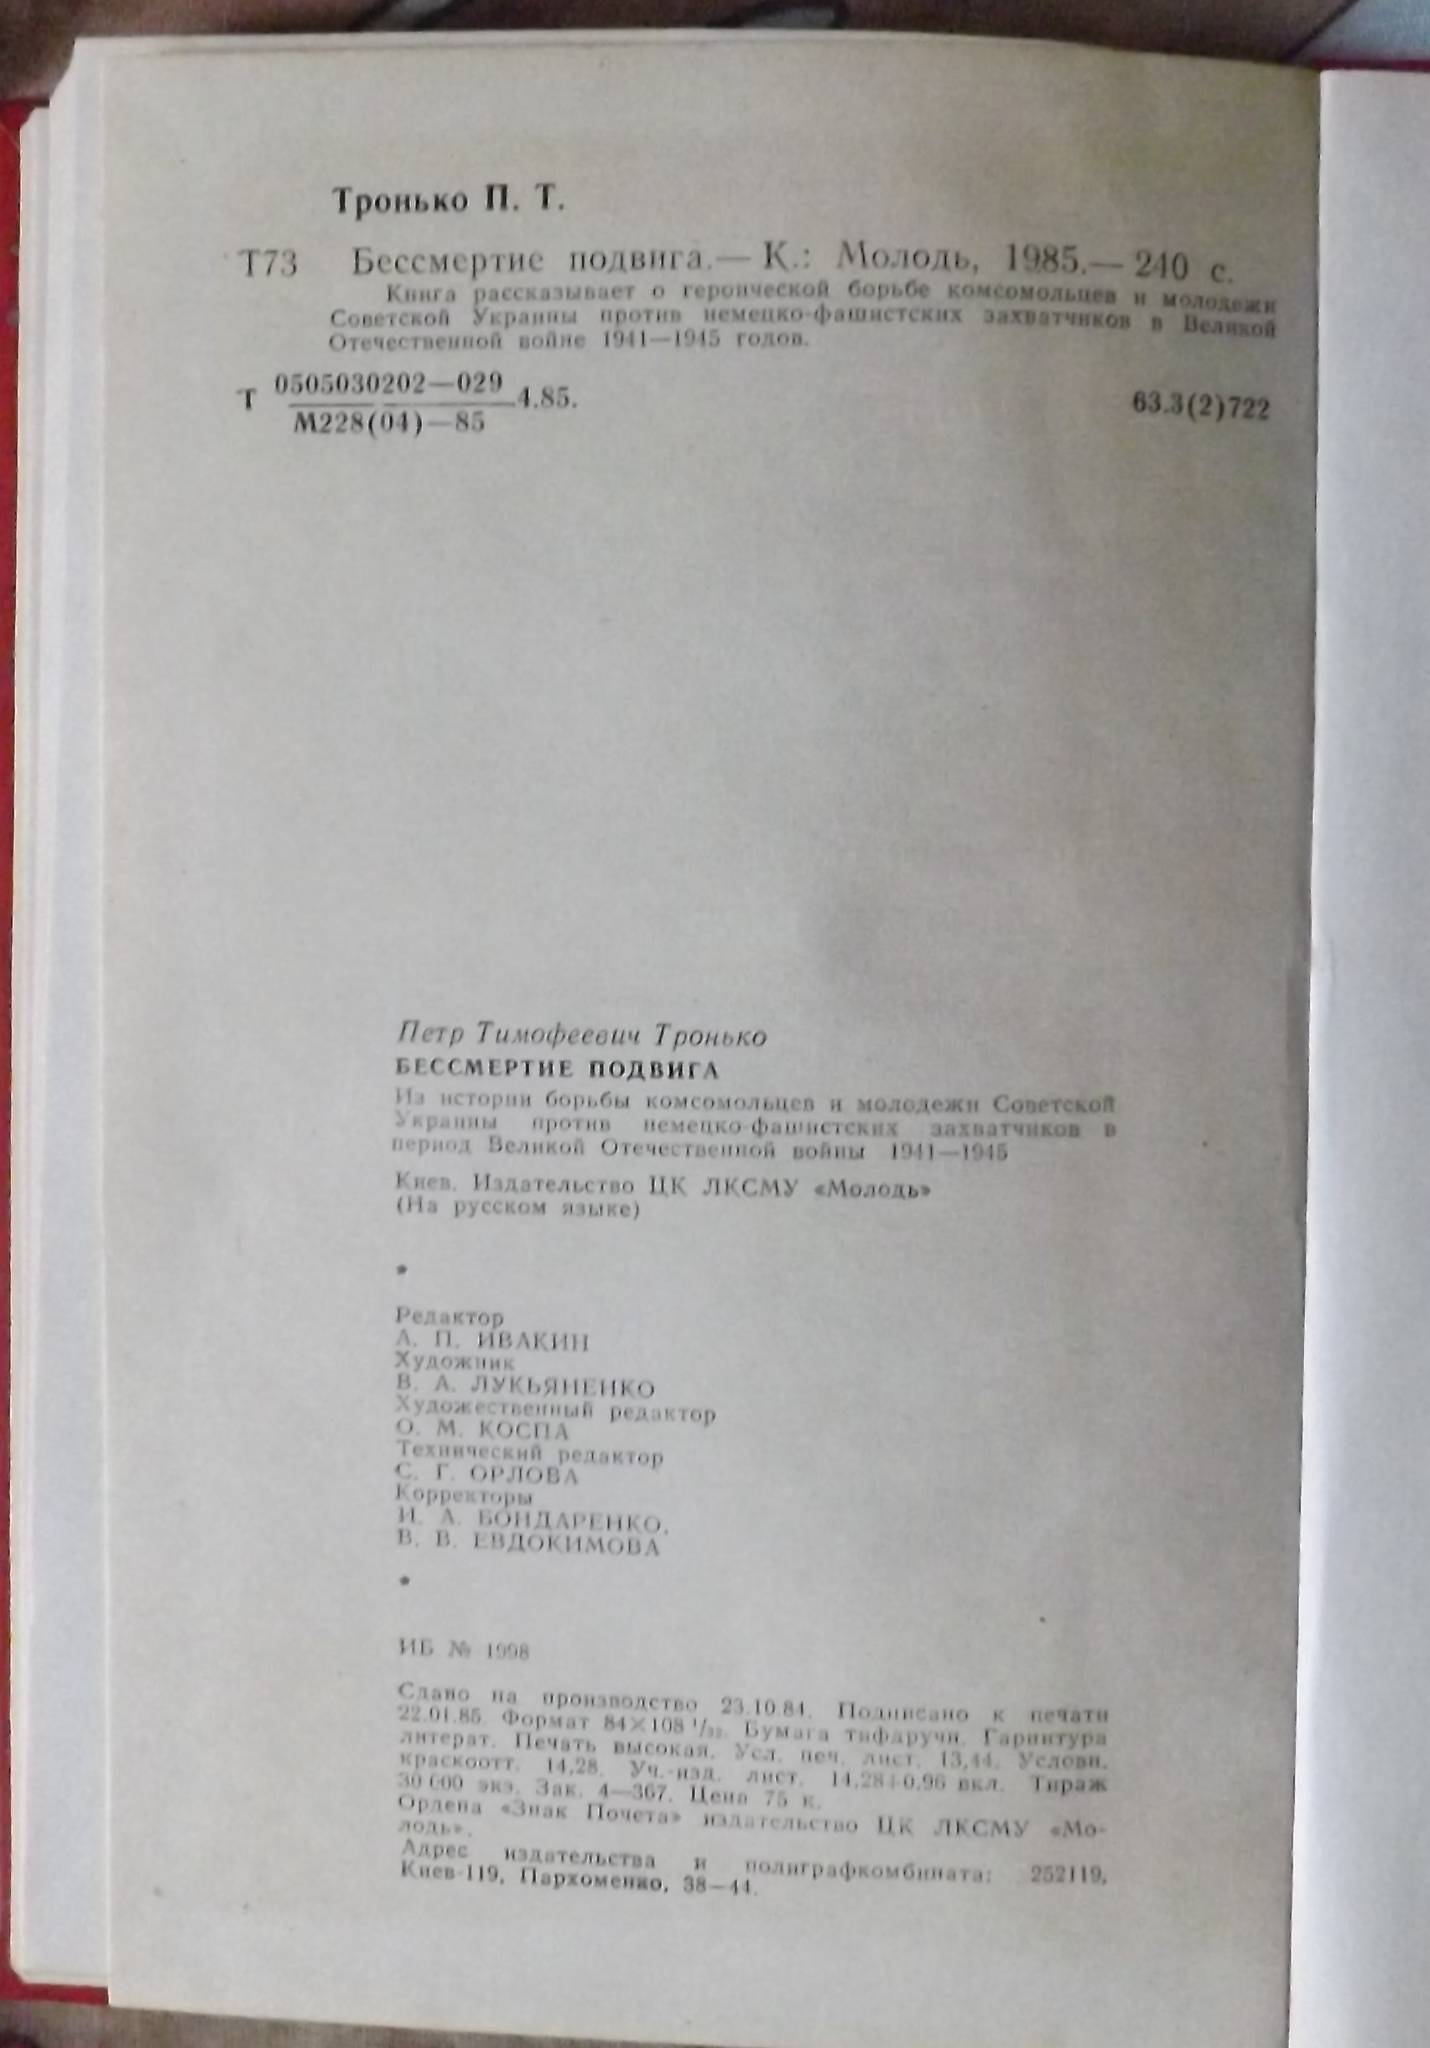 Тронько П. Т.
Т73 Бессмертие подвига.— К.: Молодь, 1985.— 240 с.
Книга рассказывает о героической борьбе комсомольцев и молодежи
Советской Украины против немецко-фашистских захватчиков в Великой
Отечественной войне 1941—1945 годов.
Т 0505030202—029 4.85. 63.3(2)722
М228(04)—85
Петр Тимофеевич Тронько
БЕССМЕРТИЕ ПОДВИГА
Из истории борьбы комсомольцев и молодежи Советской
Украины против немецко-фашистских захватчиков в
период Великой Отечественной войны 1941—1945
Киев. Издательство ЦК ЛКСМУ «Молодь»
(На русском языке)
*
Редактор
А. П. ИВАКИН
Художник
В. А. ЛУКЬЯНЕНКО
Художественный редактор
О. М. КОСПА
Технический редактор
С. Г. ОРЛОВА
Корректоры
И. А. БОНДАРЕНКО,
В. В. ЕВДОКИМОВА
*
ИБ № 1998
Сдано на производство 23.10.84. Подписано к печати
22.01.85. Формат 84×108 1/32. Бумага тифдручн. Гарнитура
литерат. Печать высокая. Усл. печ. лист. 13,44. Условн.
краскоотт. 14,28. Уч.-изд. лист. 14,28+0,96 вкл. Тираж
30 000 экз. Зак. 4—367. Цена 75 к.
Ордена «Знак Почета» издательство ЦК ЛКСМУ «Мо-
лодь».
Адрес издательства и полиграфкомбината: 252119,
Киев-119, Пархоменко, 38—44.